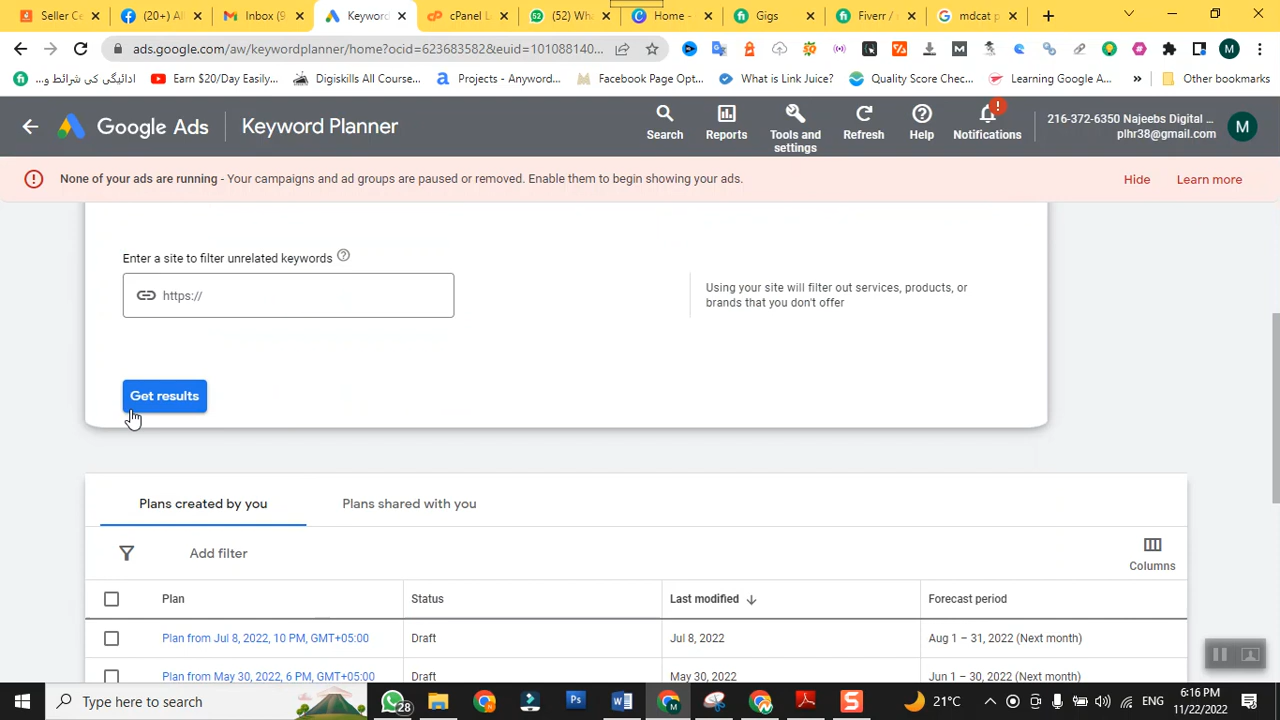 Seller Ce
(20+) Al
Inbox (9
Keyword
cPanel L
(52) Wha
Home -
Gigs
Fiverr /
mdcat p
ads.google.com/aw/keywordplanner/home?ocid=623683582&euid=101088140...
ادائیگی کی شرائط و...
Earn $20/Day Easily...
Digiskills All Course...
Projects - Anyword...
Facebook Page Opt...
What is Link Juice?
Quality Score Chec...
Learning Google A...
Other bookmarks
Google Ads
Keyword Planner
Search
Reports
Tools and
settings
Refresh
Help
Notifications
216-372-6350 Najeebs Digital ...
plhr38@gmail.com
M
None of your ads are running - Your campaigns and ad groups are paused or removed. Enable them to begin showing your ads.
Hide
Learn more
Enter a site to filter unrelated keywords
https://
Using your site will filter out services, products, or
brands that you don't offer
Get results
Plans created by you
Plans shared with you
Add filter
Columns
Plan
Status
Last modified
Forecast period
Plan from Jul 8, 2022, 10 PM, GMT+05:00
Draft
Jul 8, 2022
Aug 1 – 31, 2022 (Next month)
Plan from May 30, 2022, 6 PM, GMT+05:00
Draft
May 30, 2022
Jun 1 – 30, 2022 (Next month)
Type here to search
28
21°C
ENG
6:16 PM
11/22/2022